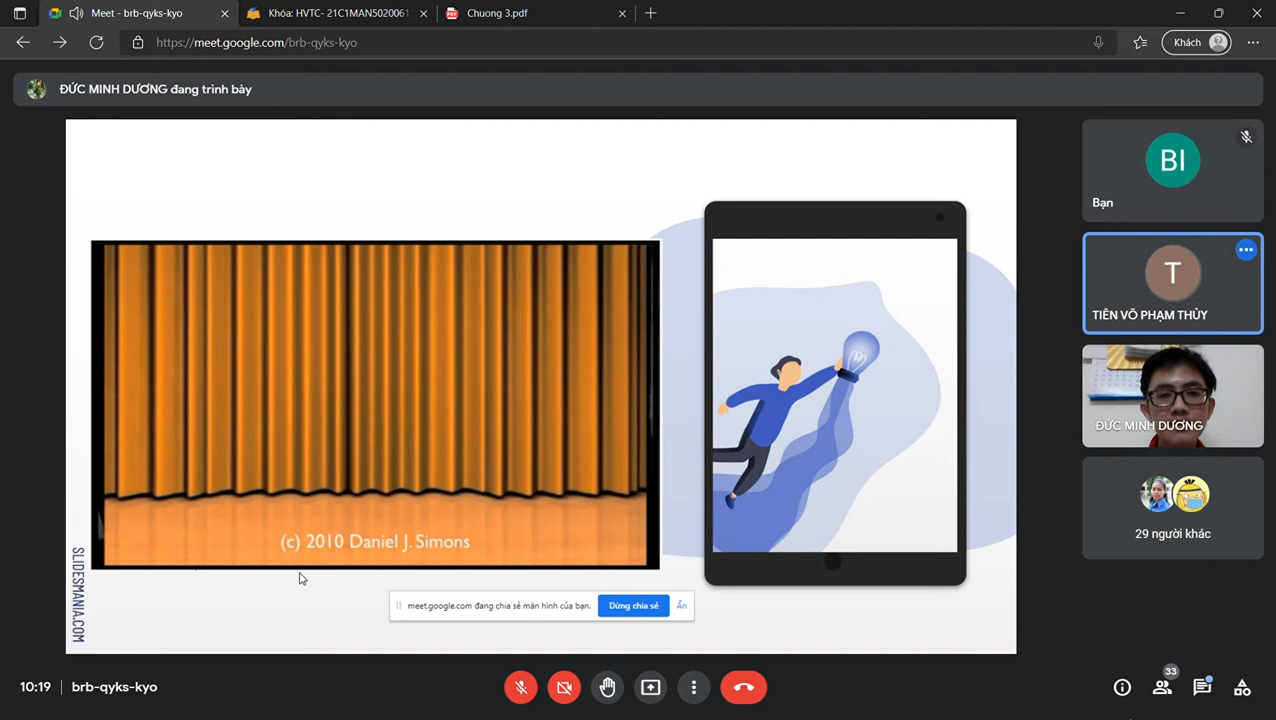 Meet - brb-qyks-kyo
Khóa: HVTC- 21C1MAN5020061
Chuong 3.pdf
https://meet.google.com/brb-qyks-kyo
Khách
ĐỨC MINH DƯƠNG đang trình bày
BI
Bạn
T
TIÊN VÕ PHẠM THỦY
ĐỨC MINH DƯƠNG
29 người khác
(c) 2010 Daniel J. Simons
SLIDESMANIA.COM
meet.google.com đang chia sẻ màn hình của bạn.
Dừng chia sẻ
Ẩn
10:19
brb-qyks-kyo
33